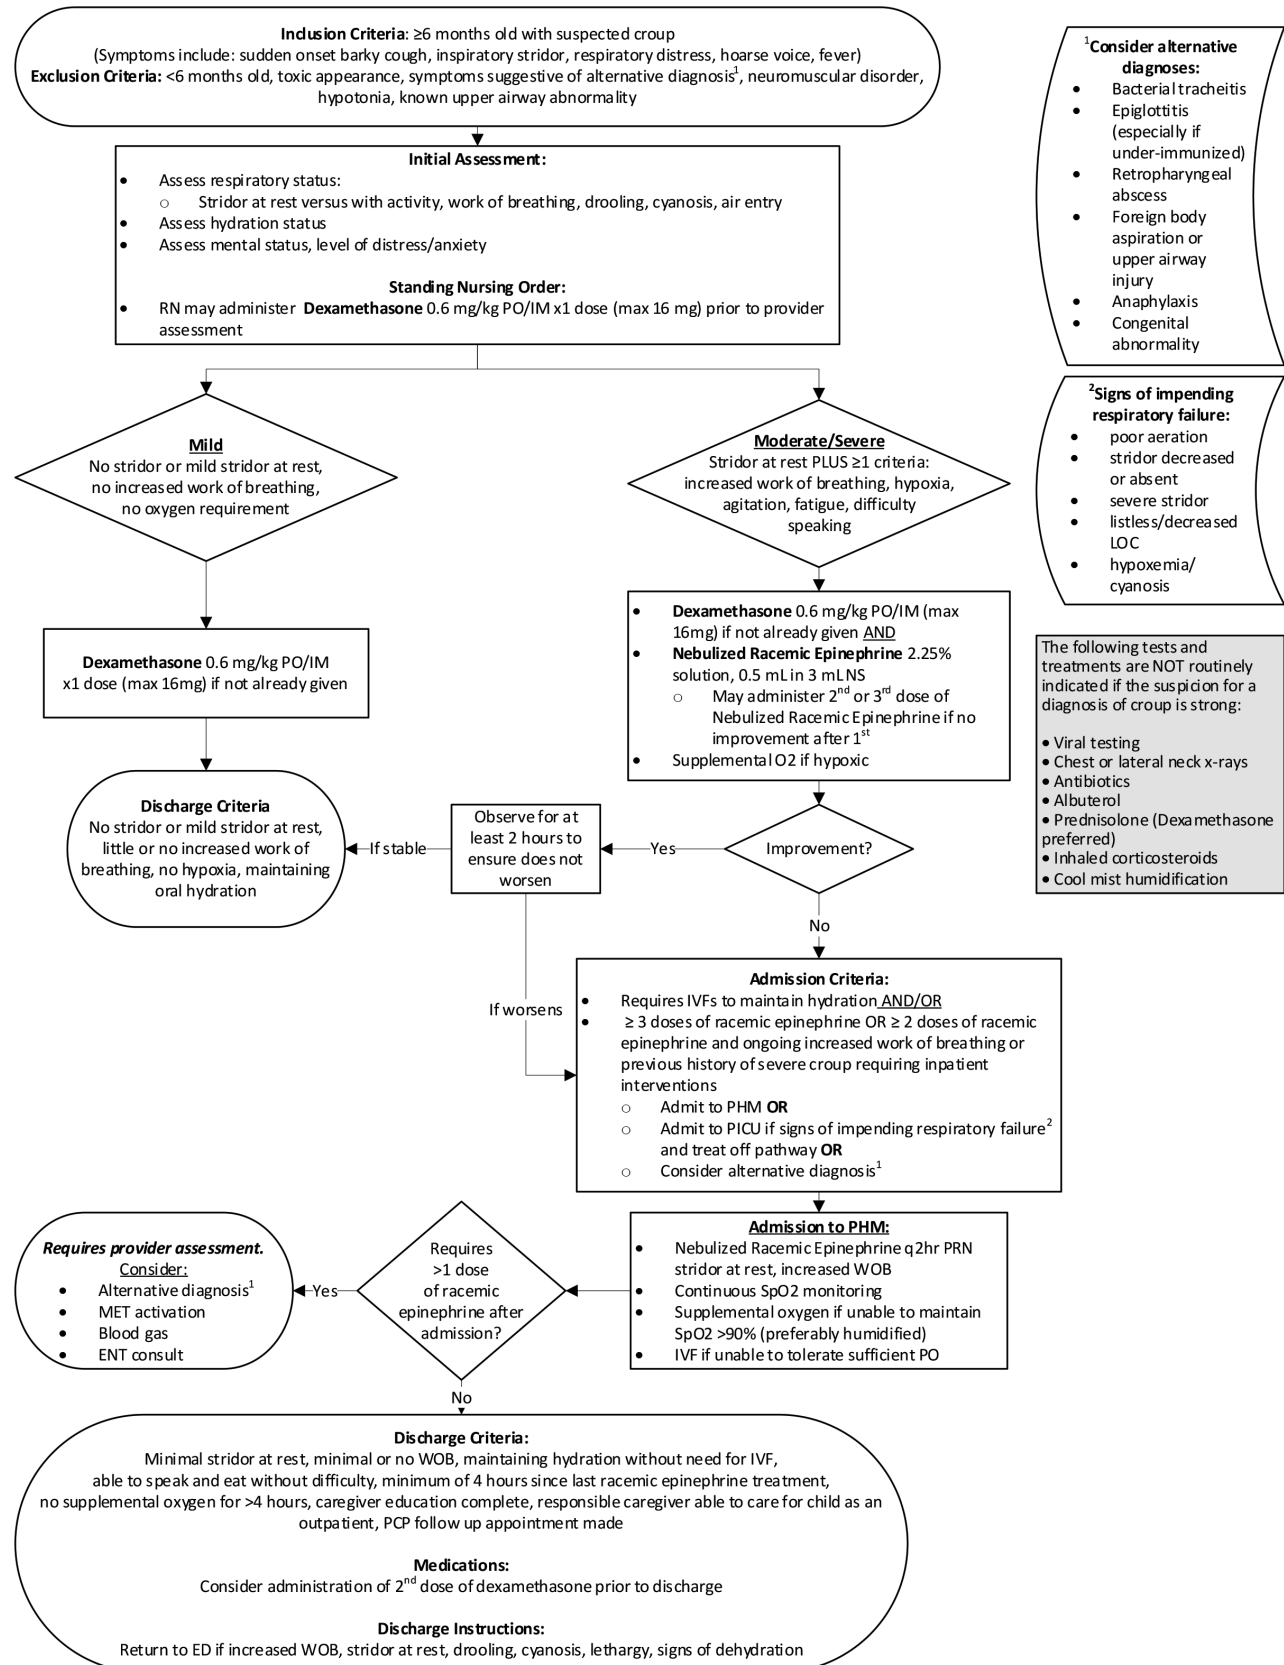 Inclusion Criteria: ≥6 months old with suspected croup
(Symptoms include: sudden onset barky cough, inspiratory stridor, respiratory distress, hoarse voice, fever)
Exclusion Criteria: <6 months old, toxic appearance, symptoms suggestive of alternative diagnosis¹, neuromuscular disorder,
hypotonia, known upper airway abnormality
Initial Assessment:
• Assess respiratory status:
○ Stridor at rest versus with activity, work of breathing, drooling, cyanosis, air entry
• Assess hydration status
• Assess mental status, level of distress/anxiety
Standing Nursing Order:
• RN may administer Dexamethasone 0.6 mg/kg PO/IM x1 dose (max 16 mg) prior to provider
assessment
¹Consider alternative
diagnoses:
• Bacterial tracheitis
• Epiglottitis
(especially if
under-immunized)
• Retropharyngeal
abscess
• Foreign body
aspiration or
upper airway
injury
• Anaphylaxis
• Congenital
abnormality
²Signs of impending
respiratory failure:
• poor aeration
• stridor decreased
or absent
• severe stridor
• listless/decreased
LOC
• hypoxemia/
cyanosis
Mild
No stridor or mild stridor at rest,
no increased work of breathing,
no oxygen requirement
Moderate/Severe
Stridor at rest PLUS ≥1 criteria:
increased work of breathing, hypoxia,
agitation, fatigue, difficulty
speaking
Dexamethasone 0.6 mg/kg PO/IM
x1 dose (max 16mg) if not already given
• Dexamethasone 0.6 mg/kg PO/IM (max
16mg) if not already given AND
• Nebulized Racemic Epinephrine 2.25%
solution, 0.5 mL in 3 mL NS
○ May administer 2nd or 3rd dose of
Nebulized Racemic Epinephrine if no
improvement after 1st
• Supplemental O2 if hypoxic
The following tests and
treatments are NOT routinely
indicated if the suspicion for a
diagnosis of croup is strong:
• Viral testing
• Chest or lateral neck x-rays
• Antibiotics
• Albuterol
• Prednisolone (Dexamethasone
preferred)
• Inhaled corticosteroids
• Cool mist humidification
Discharge Criteria
No stridor or mild stridor at rest,
little or no increased work of
breathing, no hypoxia, maintaining
oral hydration
If stable
Observe for at
least 2 hours to
ensure does not
worsen
Yes
Improvement?
No
If worsens
Admission Criteria:
• Requires IVFs to maintain hydration AND/OR
• ≥ 3 doses of racemic epinephrine OR ≥ 2 doses of racemic
epinephrine and ongoing increased work of breathing or
previous history of severe croup requiring inpatient
interventions
○ Admit to PHM OR
○ Admit to PICU if signs of impending respiratory failure²
and treat off pathway OR
○ Consider alternative diagnosis¹
Admission to PHM:
• Nebulized Racemic Epinephrine q2hr PRN
stridor at rest, increased WOB
• Continuous SpO2 monitoring
• Supplemental oxygen if unable to maintain
SpO2 >90% (preferably humidified)
• IVF if unable to tolerate sufficient PO
Requires
>1 dose
of racemic
epinephrine after
admission?
Yes
Requires provider assessment.
Consider:
• Alternative diagnosis¹
• MET activation
• Blood gas
• ENT consult
No
Discharge Criteria:
Minimal stridor at rest, minimal or no WOB, maintaining hydration without need for IVF,
able to speak and eat without difficulty, minimum of 4 hours since last racemic epinephrine treatment,
no supplemental oxygen for >4 hours, caregiver education complete, responsible caregiver able to care for child as an
outpatient, PCP follow up appointment made
Medications:
Consider administration of 2nd dose of dexamethasone prior to discharge
Discharge Instructions:
Return to ED if increased WOB, stridor at rest, drooling, cyanosis, lethargy, signs of dehydration